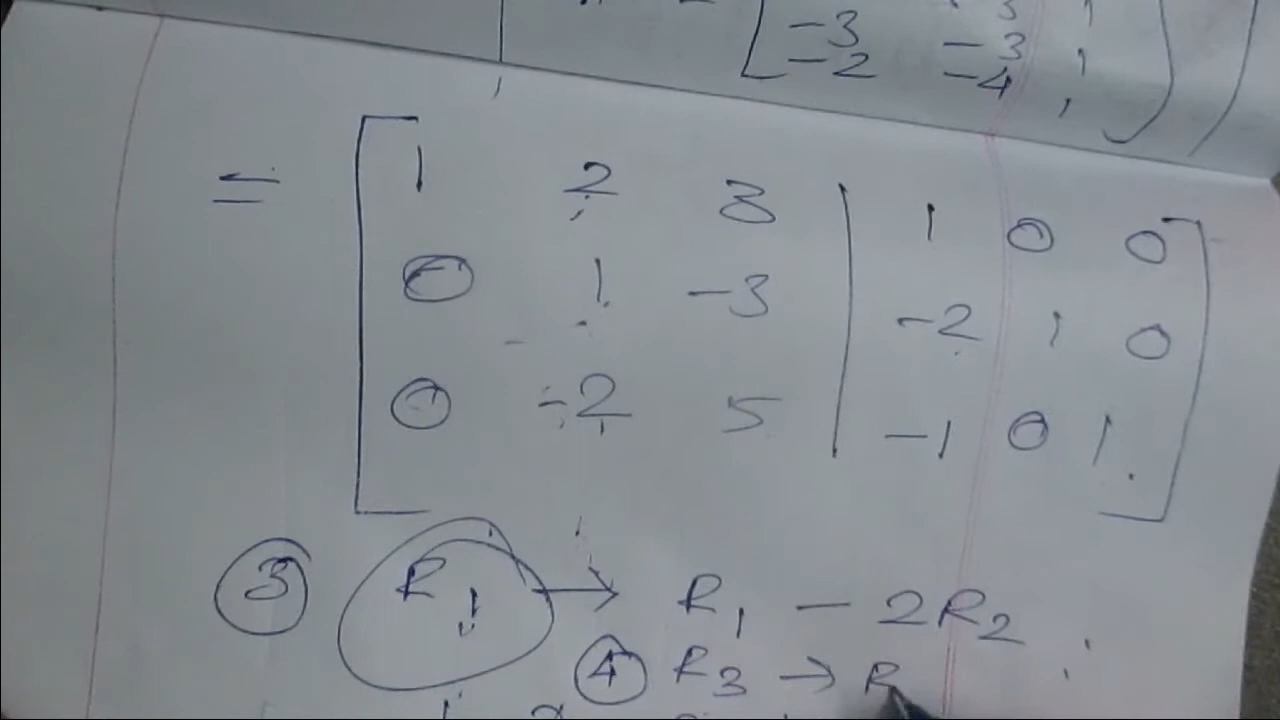 -3 -3 1
-2 -4
= [ 1 2 3 | 1 0 0 ]
0 1 -3 | -2 1 0
0 -2 5 | -1 0 1
③ R1 → R1 - 2R2
④ R3 → R